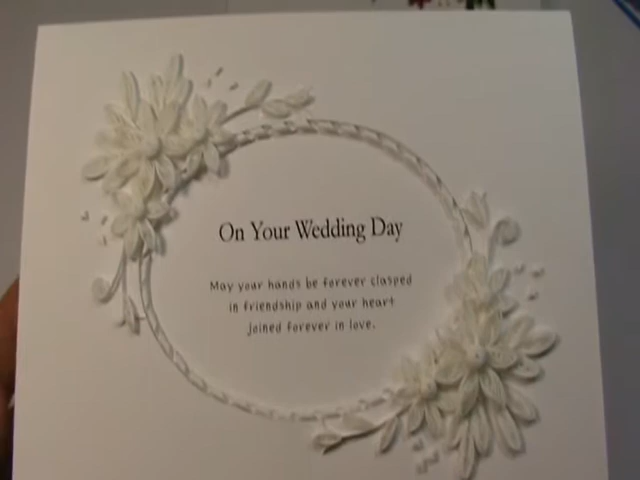 On Your Wedding Day
May your hands be forever clasped
in friendship and your heart
joined forever in love.